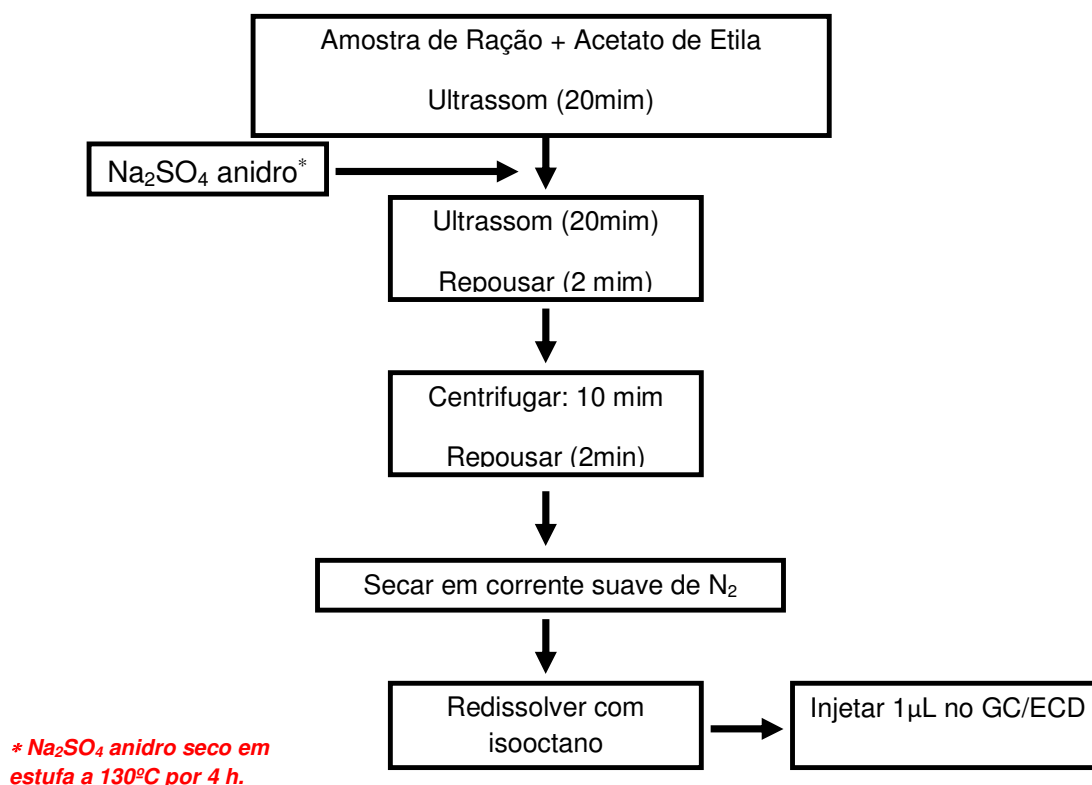 Amostra de Ração + Acetato de Etila
Ultrassom (20mim)
Na₂SO₄ anidro*
Ultrassom (20mim)
Repousar (2 mim)
Centrifugar: 10 mim
Repousar (2min)
Secar em corrente suave de N₂
Redissolver com
isooctano
Injetar 1µL no GC/ECD
* Na₂SO₄ anidro seco em
estufa a 130ºC por 4 h.